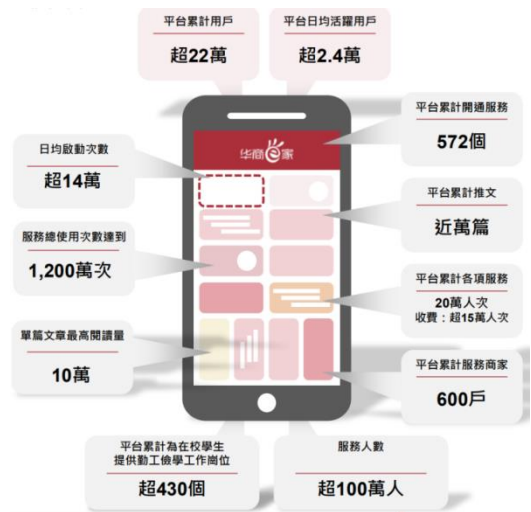 平台累計用戶
超22萬
平台日均活躍用戶
超2.4萬
日均啟動次數
超14萬
平台累計開通服務
572個
华商e家
平台累計推文
近萬篇
服務總使用次數達到
1,200萬次
平台累計各項服務
20萬人次
收費：超15萬人次
單篇文章最高閱讀量
10萬
平台累計服務商家
600戶
平台累計為在校學生
提供勤工儉學工作崗位
超430個
服務人數
超100萬人